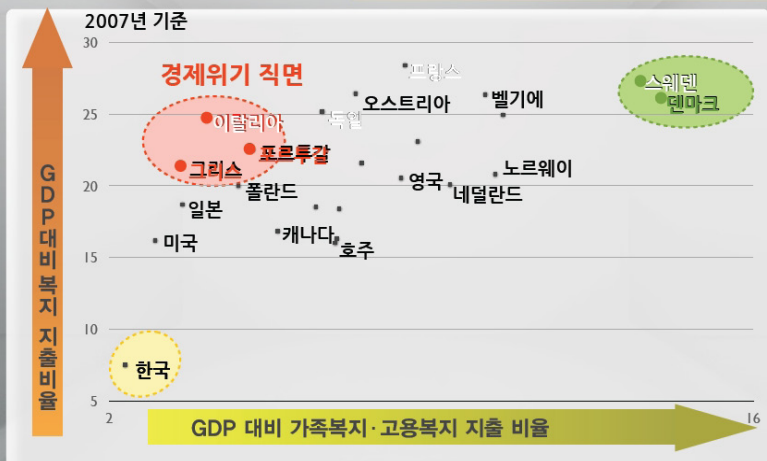 2007년 기준
30
25
20
15
10
5
2
16
GDP대비복지 지출비율
GDP 대비 가족복지·고용복지 지출 비율
경제위기 직면
프랑스
스웨덴
덴마크
벨기에
오스트리아
독일
이탈리아
포르투갈
그리스
노르웨이
영국
네덜란드
폴란드
일본
캐나다
미국
호주
한국